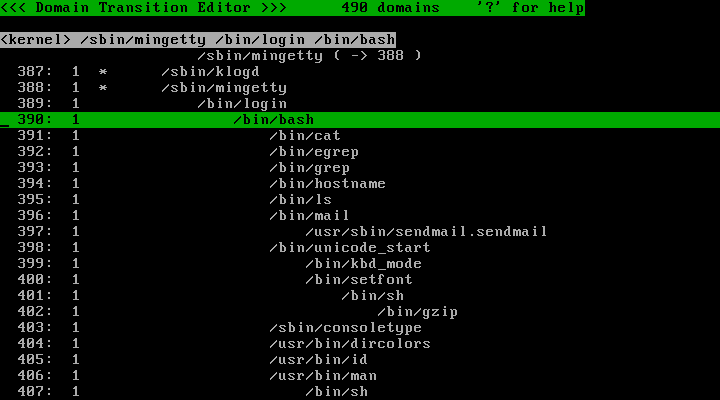 <<< Domain Transition Editor >>>      490 domains    '?' for help
<kernel> /sbin/mingetty /bin/login /bin/bash
/sbin/mingetty ( -> 388 )
387:  1  *      /sbin/klogd
388:  1  *      /sbin/mingetty
389:  1             /bin/login
_ 390:  1                 /bin/bash
391:  1                     /bin/cat
392:  1                     /bin/egrep
393:  1                     /bin/grep
394:  1                     /bin/hostname
395:  1                     /bin/ls
396:  1                     /bin/mail
397:  1                         /usr/sbin/sendmail.sendmail
398:  1                     /bin/unicode_start
399:  1                         /bin/kbd_mode
400:  1                         /bin/setfont
401:  1                             /bin/sh
402:  1                                 /bin/gzip
403:  1                     /sbin/consoletype
404:  1                     /usr/bin/dircolors
405:  1                     /usr/bin/id
406:  1                     /usr/bin/man
407:  1                         /bin/sh